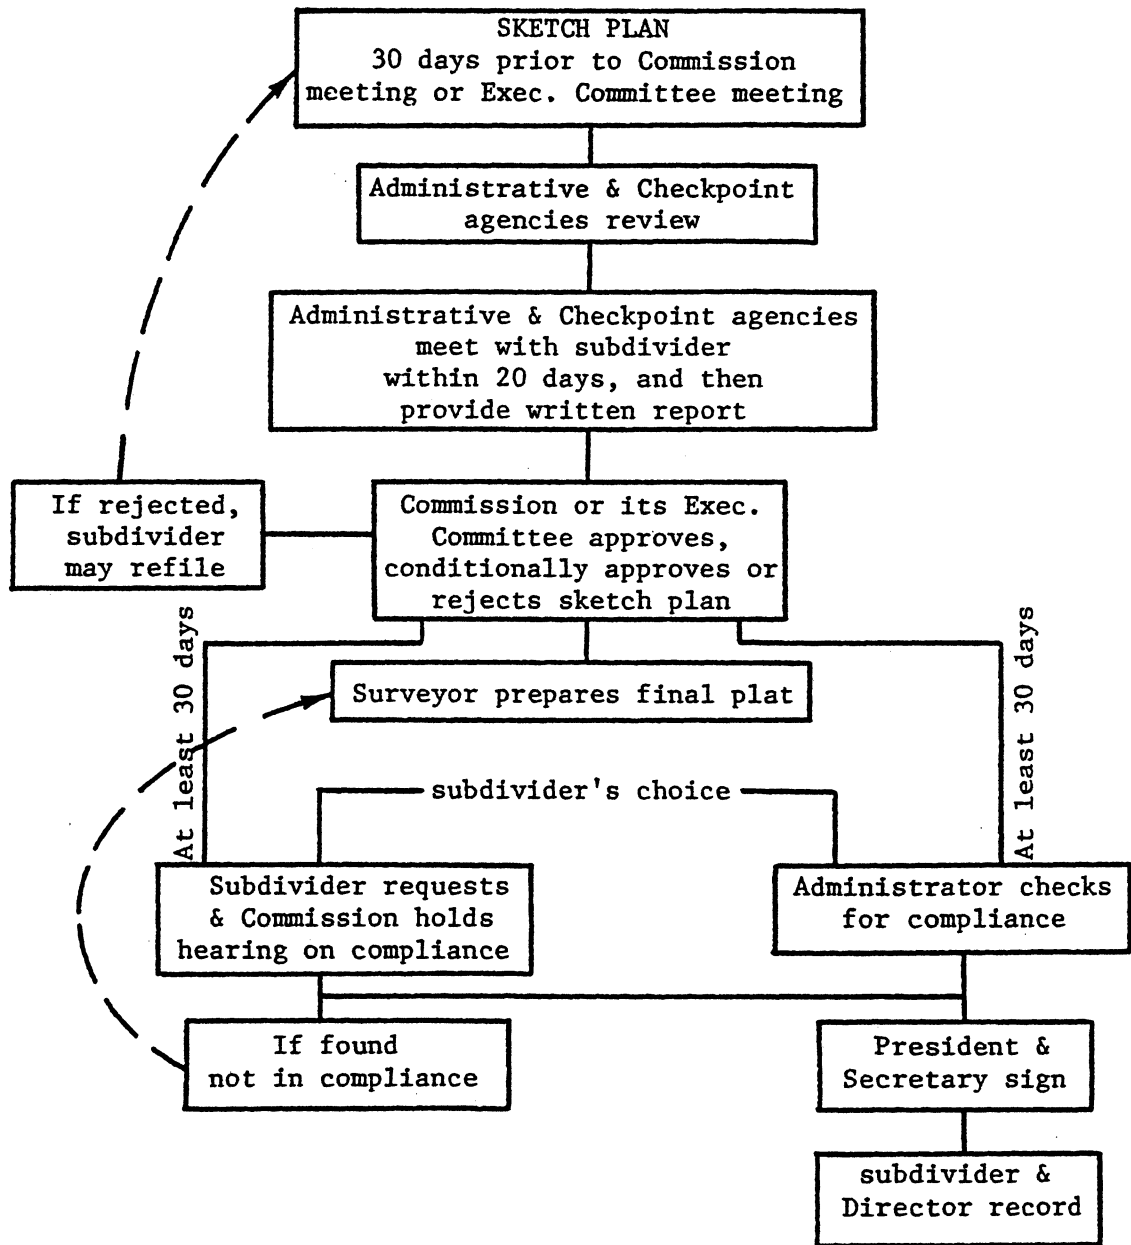 SKETCH PLAN
30 days prior to Commission
meeting or Exec. Committee meeting
Administrative & Checkpoint
agencies review
Administrative & Checkpoint agencies
meet with subdivider
within 20 days, and then
provide written report
If rejected,
subdivider
may refile
Commission or its Exec.
Committee approves,
conditionally approves or
rejects sketch plan
At least 30 days
At least 30 days
Surveyor prepares final plat
subdivider's choice
Subdivider requests
& Commission holds
hearing on compliance
Administrator checks
for compliance
If found
not in compliance
President &
Secretary sign
subdivider &
Director record